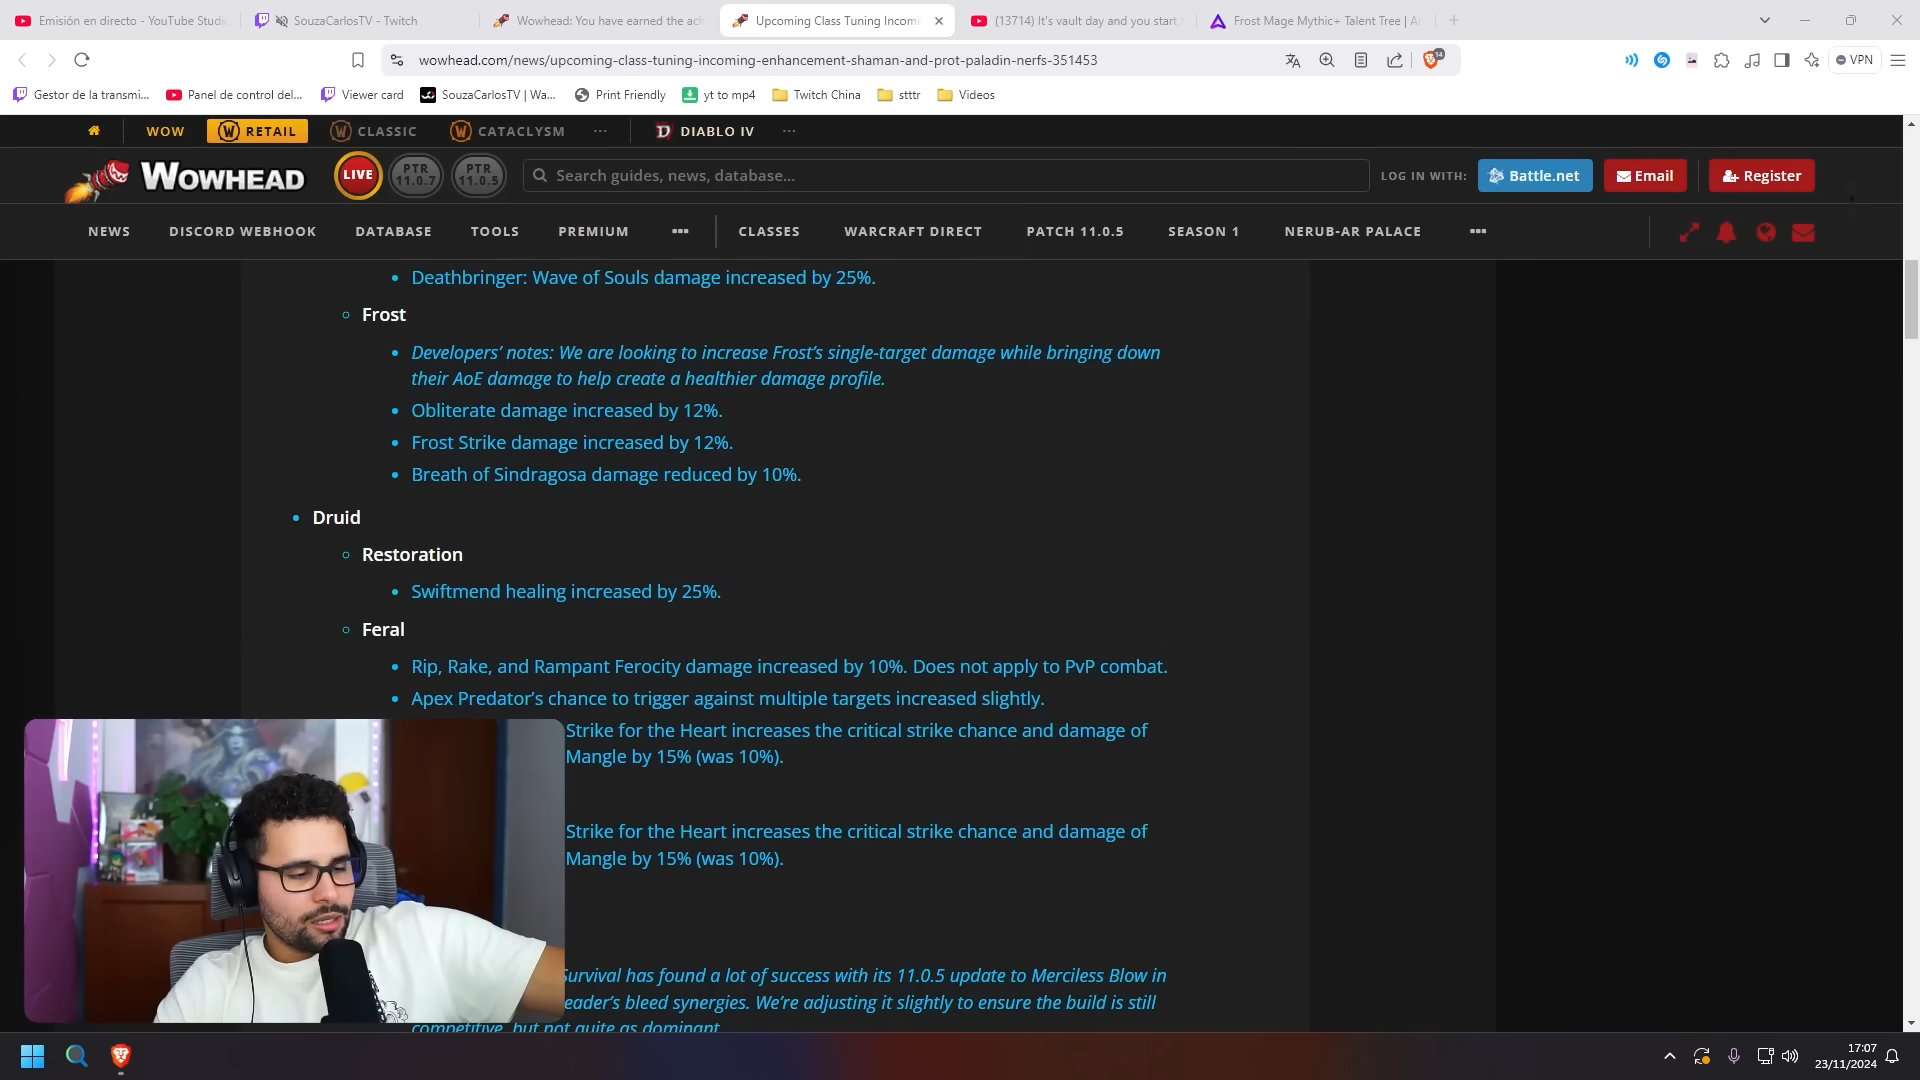 Emisión en directo - YouTube Studi
SouzaCarlosTV - Twitch
Wowhead: You have earned the ach
Upcoming Class Tuning Incomi
(13714) It's vault day and you start
Frost Mage Mythic+ Talent Tree | A
wowhead.com/news/upcoming-class-tuning-incoming-enhancement-shaman-and-prot-paladin-nerfs-351453
VPN
Gestor de la transmi...
Panel de control del...
Viewer card
SouzaCarlosTV | Wa...
Print Friendly
yt to mp4
Twitch China
stttr
Videos
WOW
RETAIL
CLASSIC
CATACLYSM
DIABLO IV
WOWHEAD
LIVE
PTR 11.0.7
PTR 11.0.5
Search guides, news, database...
LOG IN WITH:
Battle.net
Email
Register
NEWS
DISCORD WEBHOOK
DATABASE
TOOLS
PREMIUM
CLASSES
WARCRAFT DIRECT
PATCH 11.0.5
SEASON 1
NERUB-AR PALACE
Deathbringer: Wave of Souls damage increased by 25%.
Frost
Developers' notes: We are looking to increase Frost's single-target damage while bringing down
their AoE damage to help create a healthier damage profile.
Obliterate damage increased by 12%.
Frost Strike damage increased by 12%.
Breath of Sindragosa damage reduced by 10%.
Druid
Restoration
Swiftmend healing increased by 25%.
Feral
Rip, Rake, and Rampant Ferocity damage increased by 10%. Does not apply to PvP combat.
Apex Predator's chance to trigger against multiple targets increased slightly.
Strike for the Heart increases the critical strike chance and damage of
Mangle by 15% (was 10%).
Strike for the Heart increases the critical strike chance and damage of
Mangle by 15% (was 10%).
Survival has found a lot of success with its 11.0.5 update to Merciless Blow in
eader's bleed synergies. We're adjusting it slightly to ensure the build is still
competitive, but not quite as dominant.
17:07
23/11/2024